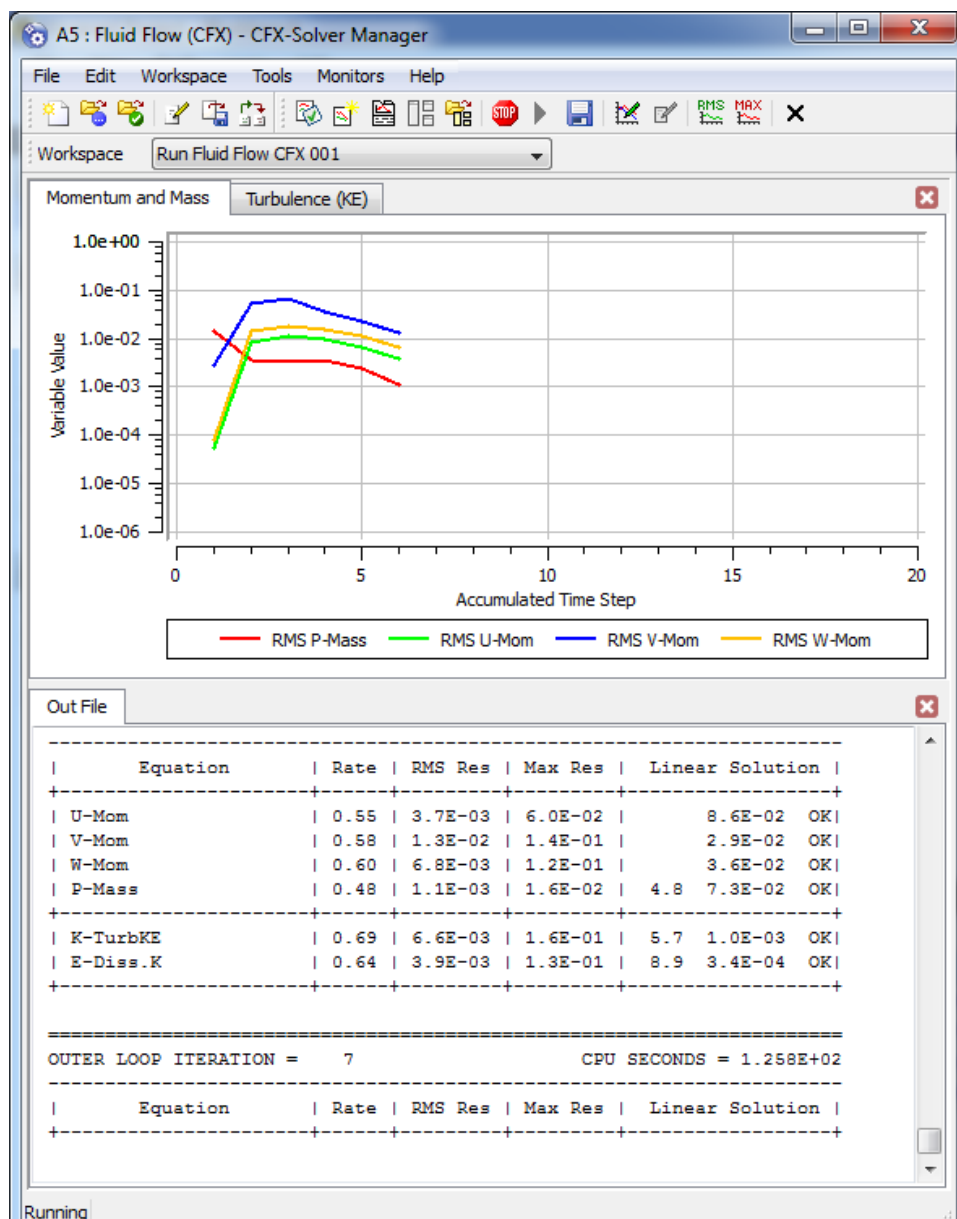 A5 : Fluid Flow (CFX) - CFX-Solver Manager
File Edit Workspace Tools Monitors Help
STOP RMS MAX
Workspace Run Fluid Flow CFX 001
Momentum and Mass Turbulence (KE)
1.0e+00
1.0e-01
1.0e-02
1.0e-03
1.0e-04
1.0e-05
1.0e-06
Variable Value
0 5 10 15 20
Accumulated Time Step
RMS P-Mass RMS U-Mom RMS V-Mom RMS W-Mom
Out File
----------------------------------------------------------------------
|       Equation       | Rate | RMS Res | Max Res |  Linear Solution |
+----------------------+------+---------+---------+------------------+
| U-Mom                | 0.55 | 3.7E-03 | 6.0E-02 |       8.6E-02  OK|
| V-Mom                | 0.58 | 1.3E-02 | 1.4E-01 |       2.9E-02  OK|
| W-Mom                | 0.60 | 6.8E-03 | 1.2E-01 |       3.6E-02  OK|
| P-Mass               | 0.48 | 1.1E-03 | 1.6E-02 |  4.8  7.3E-02  OK|
+----------------------+------+---------+---------+------------------+
| K-TurbKE             | 0.69 | 6.6E-03 | 1.6E-01 |  5.7  1.0E-03  OK|
| E-Diss.K             | 0.64 | 3.9E-03 | 1.3E-01 |  8.9  3.4E-04  OK|
+----------------------+------+---------+---------+------------------+
======================================================================
OUTER LOOP ITERATION =    7                    CPU SECONDS = 1.258E+02
----------------------------------------------------------------------
|       Equation       | Rate | RMS Res | Max Res |  Linear Solution |
+----------------------+------+---------+---------+------------------+
Running